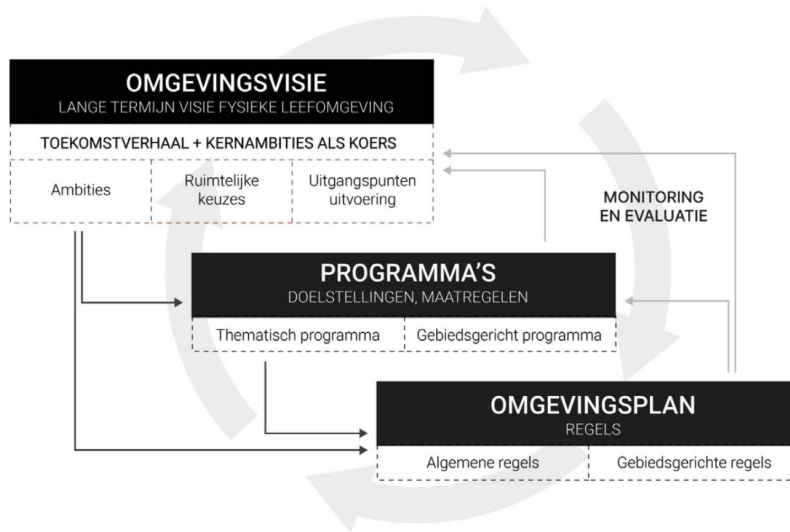 OMGEVINGSVISIE
LANGE TERMIJN VISIE FYSIEKE LEEFOMGEVING
TOEKOMSTVERHAAL + KERNAMBITIES ALS KOERS
Ambities
Ruimtelijke
keuzes
Uitgangspunten
uitvoering
MONITORING
EN EVALUATIE
PROGRAMMA'S
DOELSTELLINGEN, MAATREGELEN
Thematisch programma
Gebiedsgericht programma
OMGEVINGSPLAN
REGELS
Algemene regels
Gebiedsgerichte regels